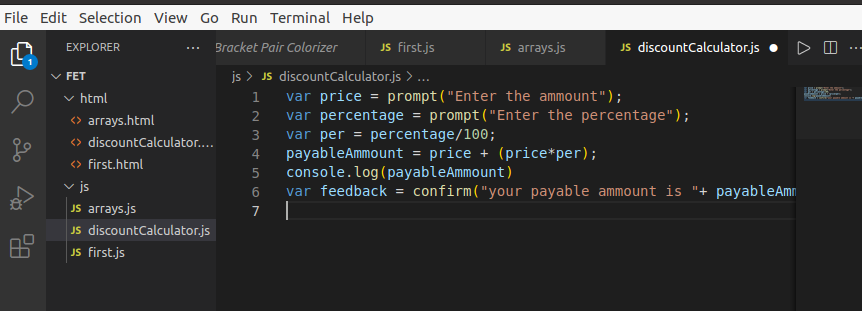 File Edit Selection View Go Run Terminal Help
EXPLORER ...
Bracket Pair Colorizer JS first.js JS arrays.js JS discountCalculator.js
1
FET
html
<> arrays.html
<> discountCalculator....
<> first.html
js
JS arrays.js
JS discountCalculator.js
JS first.js
js > JS discountCalculator.js > ...
1 var price = prompt("Enter the ammount");
2 var percentage = prompt("Enter the percentage");
3 var per = percentage/100;
4 payableAmmount = price + (price*per);
5 console.log(payableAmmount)
6 var feedback = confirm("your payable ammount is "+ payableAmm
7